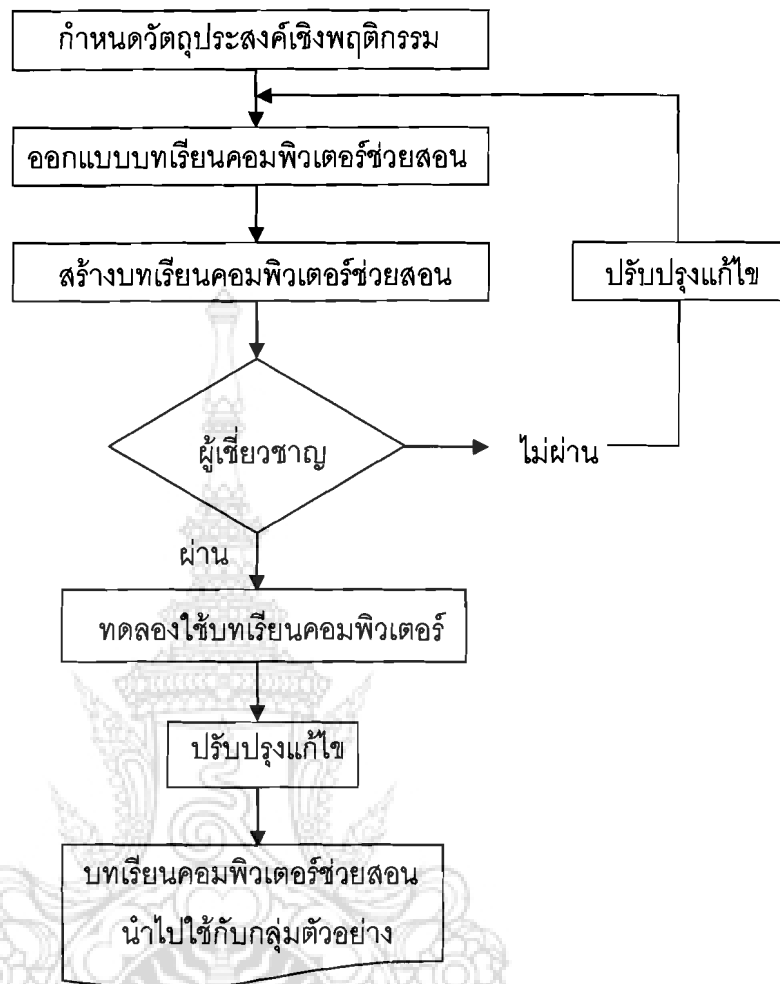 กำหนดวัตถุประสงค์เชิงพฤติกรรม
ออกแบบบทเรียนคอมพิวเตอร์ช่วยสอน
สร้างบทเรียนคอมพิวเตอร์ช่วยสอน
ปรับปรุงแก้ไข
ผู้เชี่ยวชาญ
ไม่ผ่าน
ผ่าน
ทดลองใช้บทเรียนคอมพิวเตอร์
ปรับปรุงแก้ไข
บทเรียนคอมพิวเตอร์ช่วยสอน
นำไปใช้กับกลุ่มตัวอย่าง